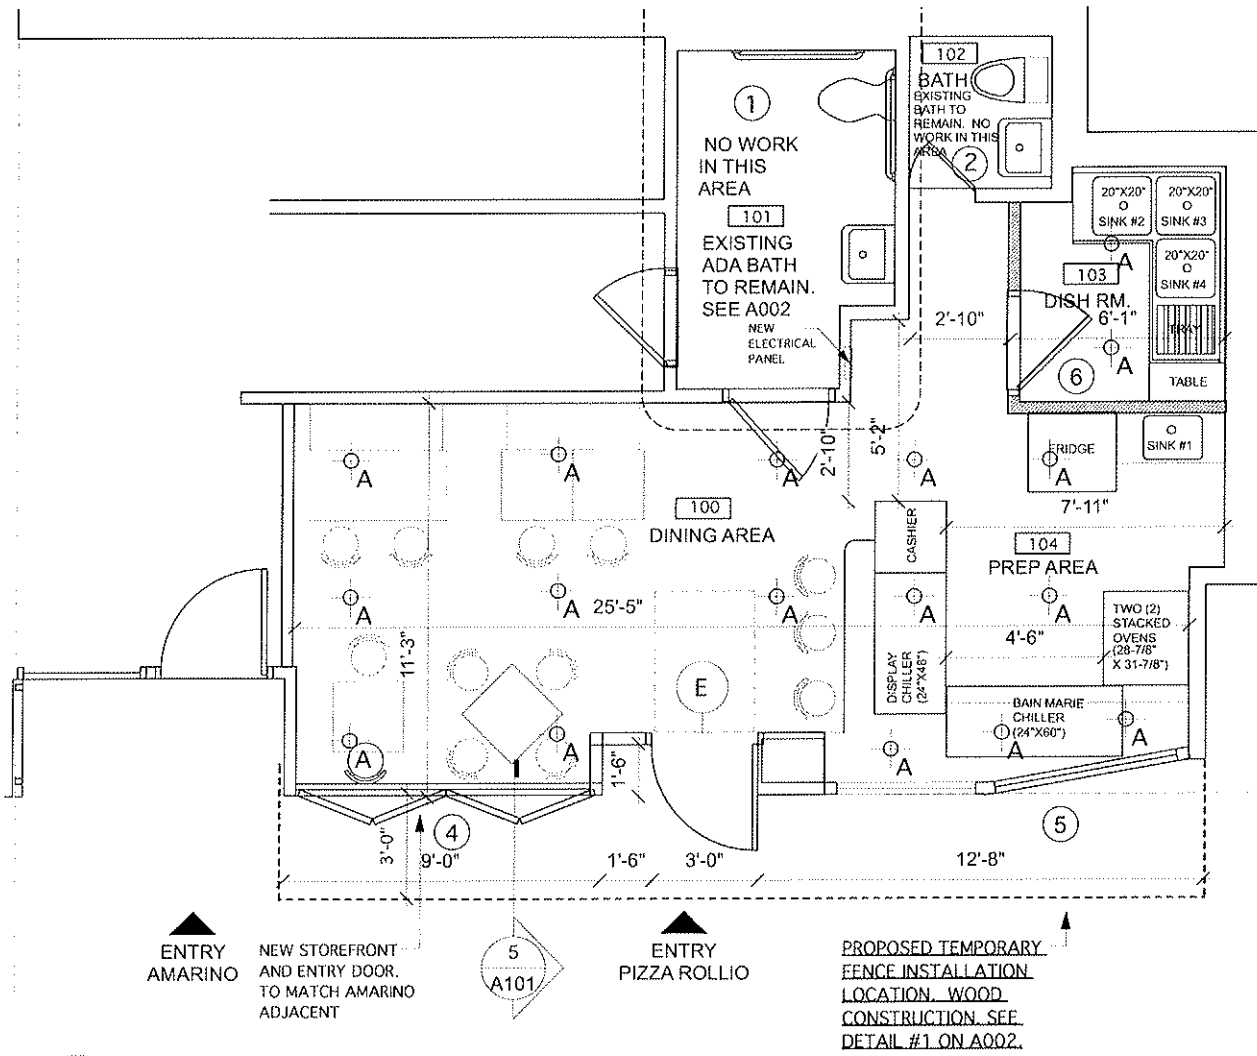 102
BATH
EXISTING
BATH TO
REMAIN. NO
WORK IN THIS
AREA
2
1
NO WORK
IN THIS
AREA
101
EXISTING
ADA BATH
TO REMAIN.
SEE A002
NEW
ELECTRICAL
PANEL
20"X20"
SINK #2
20"X20"
SINK #3
20"X20"
SINK #4
A
103
DISH RM.
2'-10"
6'-1"
TRAY
A
6
TABLE
SINK #1
FRIDGE
A
A
A
A
2'-10"
5'-2"
A
A
7'-11"
100
DINING AREA
CASHIER
104
PREP AREA
A
A
25'-5"
A
A
A
4'-6"
TWO (2)
STACKED
OVENS
(28-7/8"
X 31-7/8")
11'-3"
E
DISPLAY
CHILLER
(24"X48")
BAIN MARIE
CHILLER
(24"X60")
A
A
A
A
A
1'-6"
3'-0"
4
5
9'-0"
1'-6"
3'-0"
12'-8"
ENTRY
AMARINO
NEW STOREFRONT
AND ENTRY DOOR.
TO MATCH AMARINO
ADJACENT
5
A101
ENTRY
PIZZA ROLLIO
PROPOSED TEMPORARY
FENCE INSTALLATION
LOCATION. WOOD
CONSTRUCTION. SEE
DETAIL #1 ON A002.